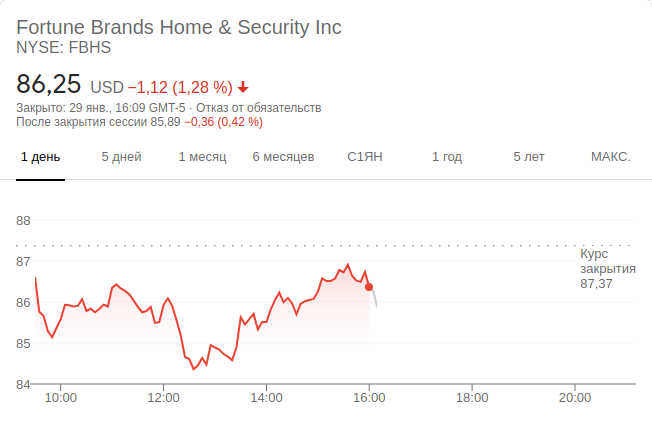 Fortune Brands Home & Security Inc
NYSE: FBHS
86,25 USD −1,12 (1,28 %)
Закрыто: 29 янв., 16:09 GMT-5 · Отказ от обязательств
После закрытия сессии 85,89 −0,36 (0,42 %)
1 день 5 дней 1 месяц 6 месяцев С1ЯН 1 год 5 лет МАКС.
88
87
86
85
84
Курс
закрытия
87,37
10:00 12:00 14:00 16:00 18:00 20:00